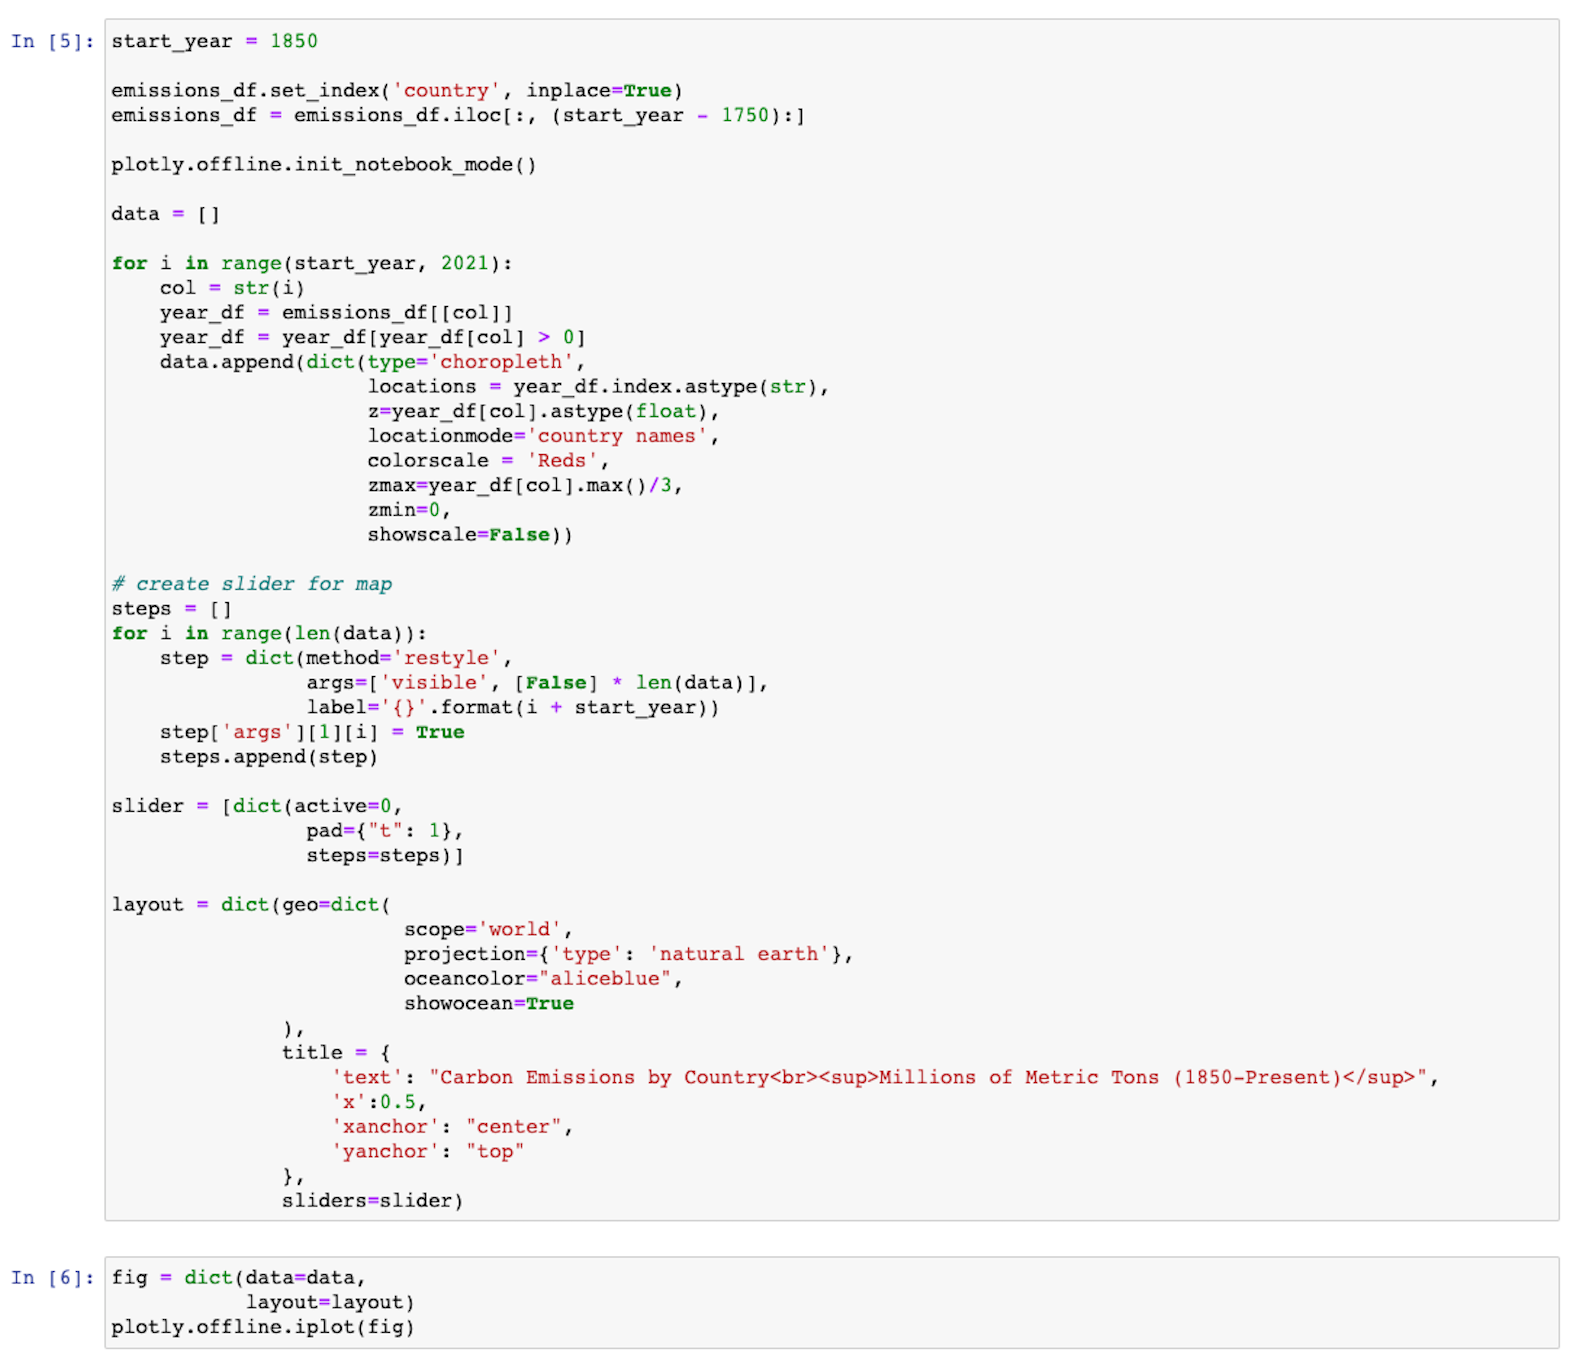 In [5]: start_year = 1850

emissions_df.set_index('country', inplace=True)
emissions_df = emissions_df.iloc[:, (start_year - 1750):]

plotly.offline.init_notebook_mode()

data = []

for i in range(start_year, 2021):
    col = str(i)
    year_df = emissions_df[[col]]
    year_df = year_df[year_df[col] > 0]
    data.append(dict(type='choropleth',
                     locations = year_df.index.astype(str),
                     z=year_df[col].astype(float),
                     locationmode='country names',
                     colorscale = 'Reds',
                     zmax=year_df[col].max()/3,
                     zmin=0,
                     showscale=False))

# create slider for map
steps = []
for i in range(len(data)):
    step = dict(method='restyle',
                args=['visible', [False] * len(data)],
                label='{}'.format(i + start_year))
    step['args'][1][i] = True
    steps.append(step)

slider = [dict(active=0,
                pad={"t": 1},
                steps=steps)]

layout = dict(geo=dict(
                        scope='world',
                        projection={'type': 'natural earth'},
                        oceancolor="aliceblue",
                        showocean=True
              ),
              title = {
                  'text': "Carbon Emissions by Country<br><sup>Millions of Metric Tons (1850-Present)</sup>",
                  'x':0.5,
                  'xanchor': "center",
                  'yanchor': "top"
              },
              sliders=slider)

In [6]: fig = dict(data=data,
           layout=layout)
plotly.offline.iplot(fig)